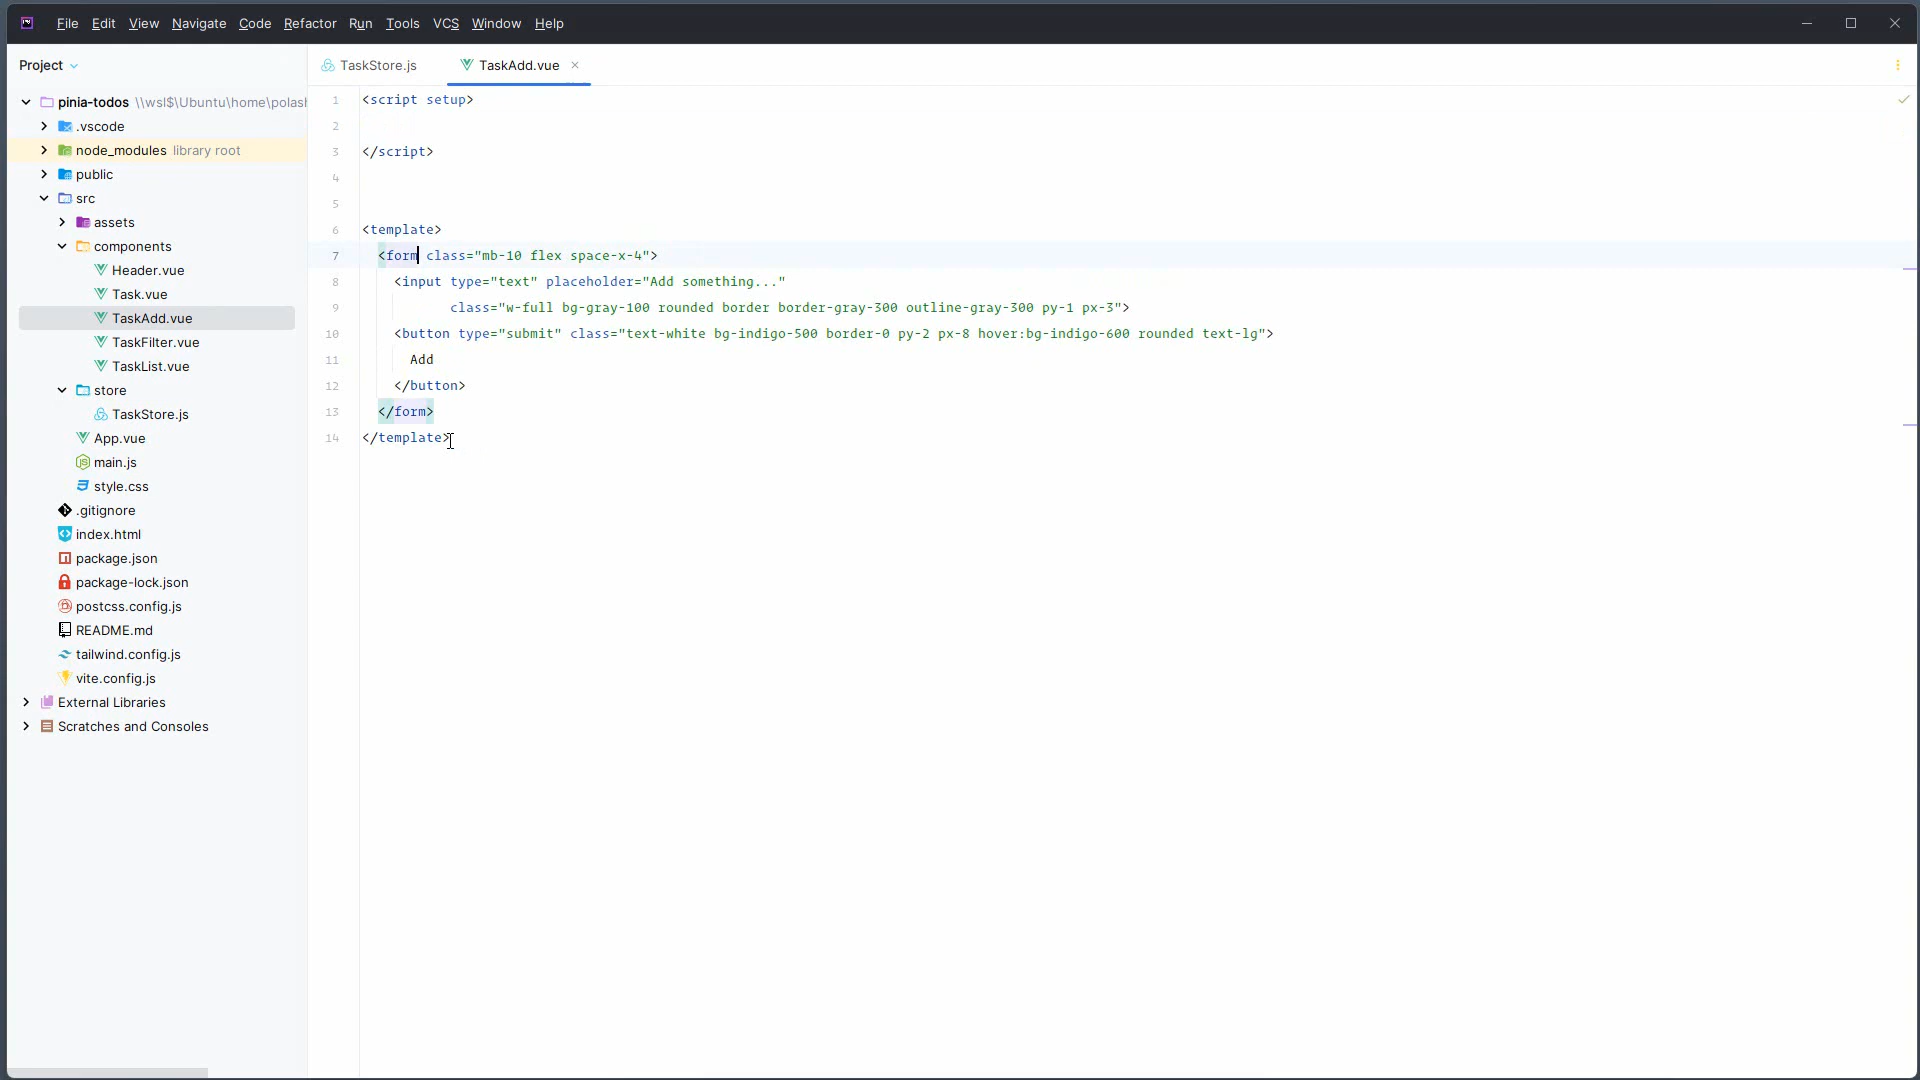 File Edit View Navigate Code Refactor Run Tools VCS Window Help
Project
TaskStore.js
TaskAdd.vue
pinia-todos \\wsl$\Ubuntu\home\polas
.vscode
node_modules library root
public
src
assets
components
Header.vue
Task.vue
TaskAdd.vue
TaskFilter.vue
TaskList.vue
store
TaskStore.js
App.vue
main.js
style.css
.gitignore
index.html
package.json
package-lock.json
postcss.config.js
README.md
tailwind.config.js
vite.config.js
External Libraries
Scratches and Consoles
1 <script setup>
2
3 </script>
4
5
6 <template>
7 <form class="mb-10 flex space-x-4">
8 <input type="text" placeholder="Add something..."
9 class="w-full bg-gray-100 rounded border border-gray-300 outline-gray-300 py-1 px-3">
10 <button type="submit" class="text-white bg-indigo-500 border-0 py-2 px-8 hover:bg-indigo-600 rounded text-lg">
11 Add
12 </button>
13 </form>
14 </template>